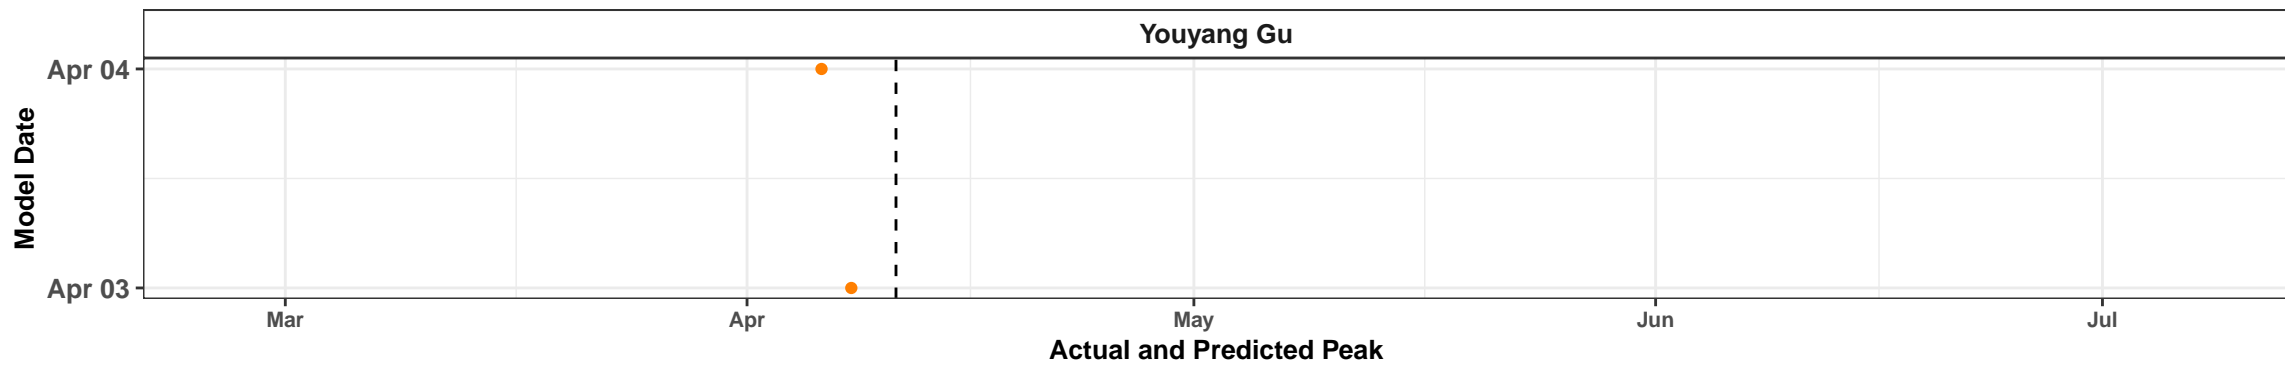 Youyang Gu
Apr 04
Model Date
Apr 03
Mar Apr May Jun Jul
Actual and Predicted Peak